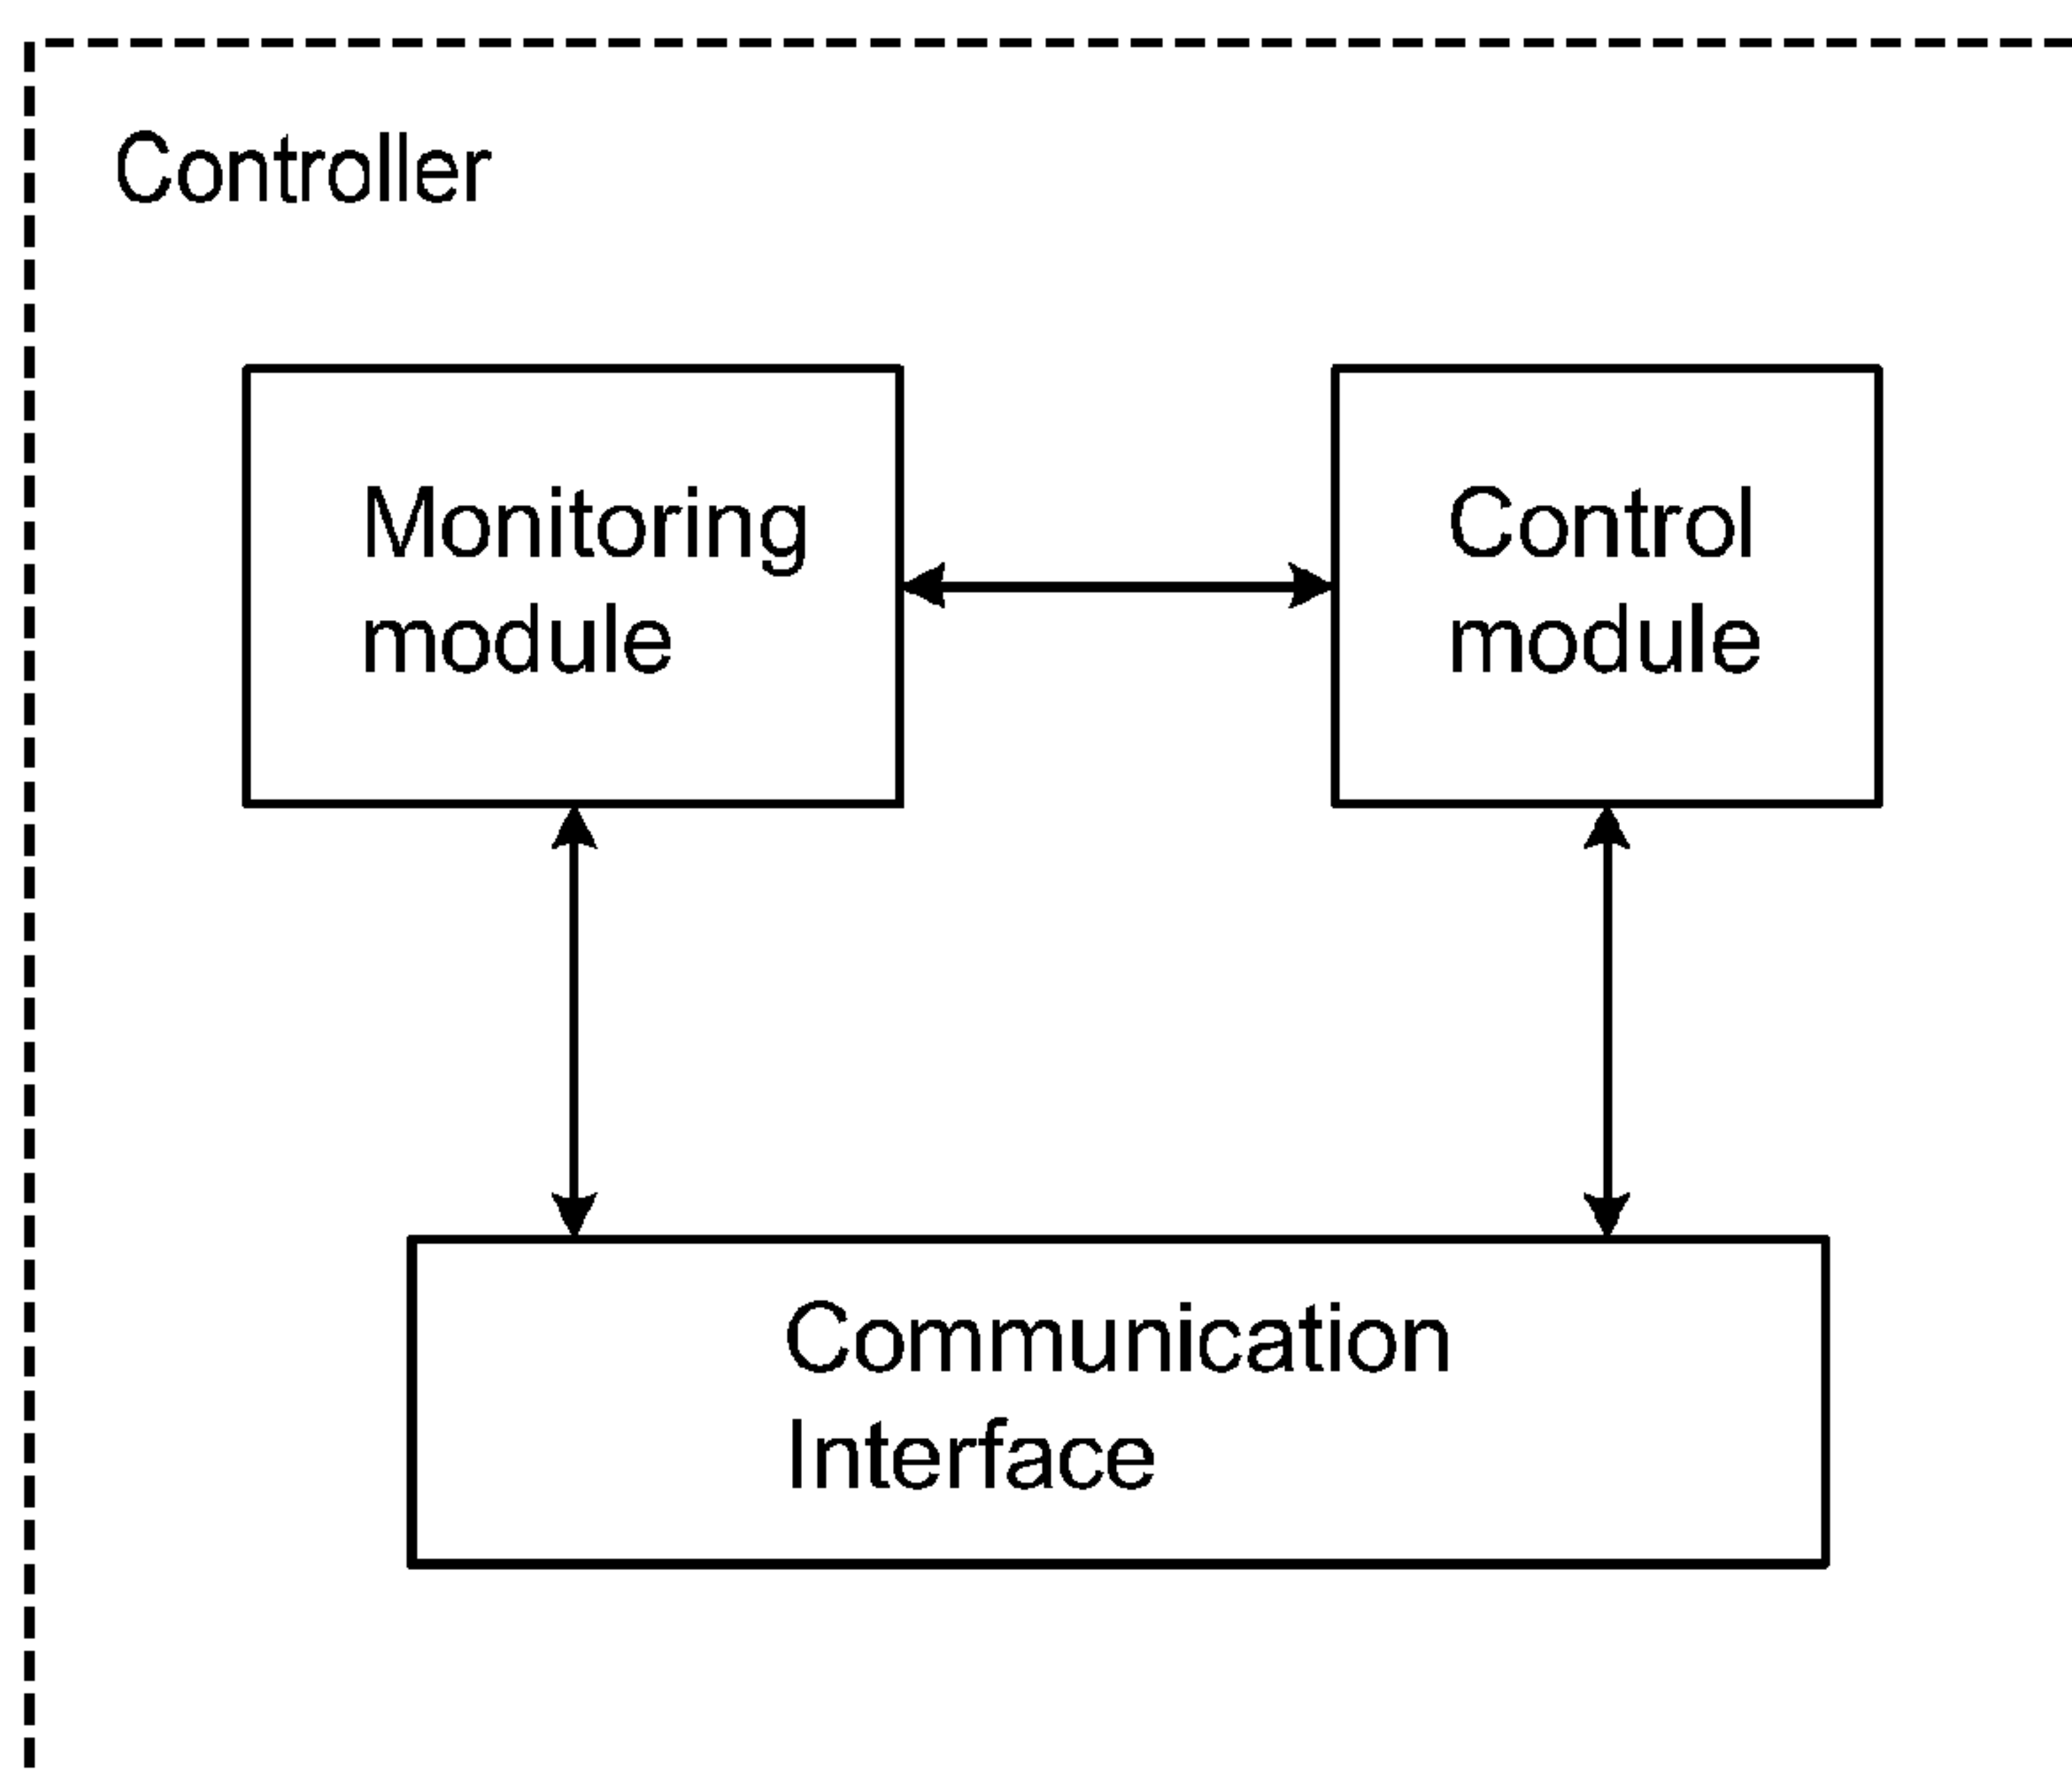 Controller
Monitoring
module
Control
module
Communication
Interface